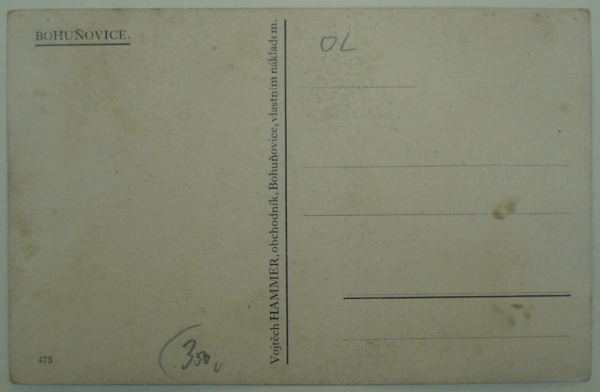 BOHUŇOVICE.
OL
Vojtěch HAMMER, obchodník, Bohuňovice, vlastním nákladem.
350
473